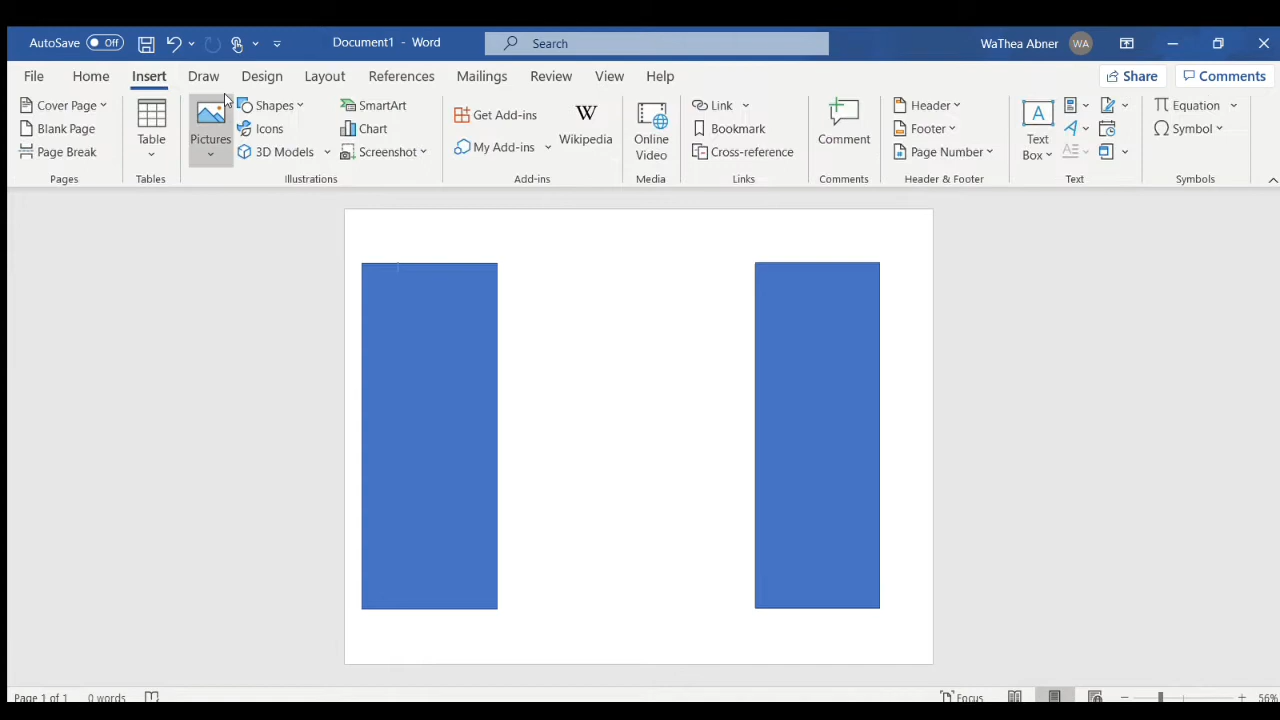 AutoSave Off Document1 - Word Search WaThea Abner WA
File Home Insert Draw Design Layout References Mailings Review View Help Share Comments
Cover Page
Blank Page
Page Break
Pages
Table
Tables
Pictures
Shapes
Icons
3D Models
SmartArt
Chart
Screenshot
Illustrations
Get Add-ins
My Add-ins
W
Wikipedia
Add-ins
Online
Video
Media
Link
Bookmark
Cross-reference
Links
Comment
Comments
Header
Footer
Page Number
Header & Footer
A
Text
Box
Text
Equation
Symbol
Symbols
Page 1 of 1 0 words Focus 56%